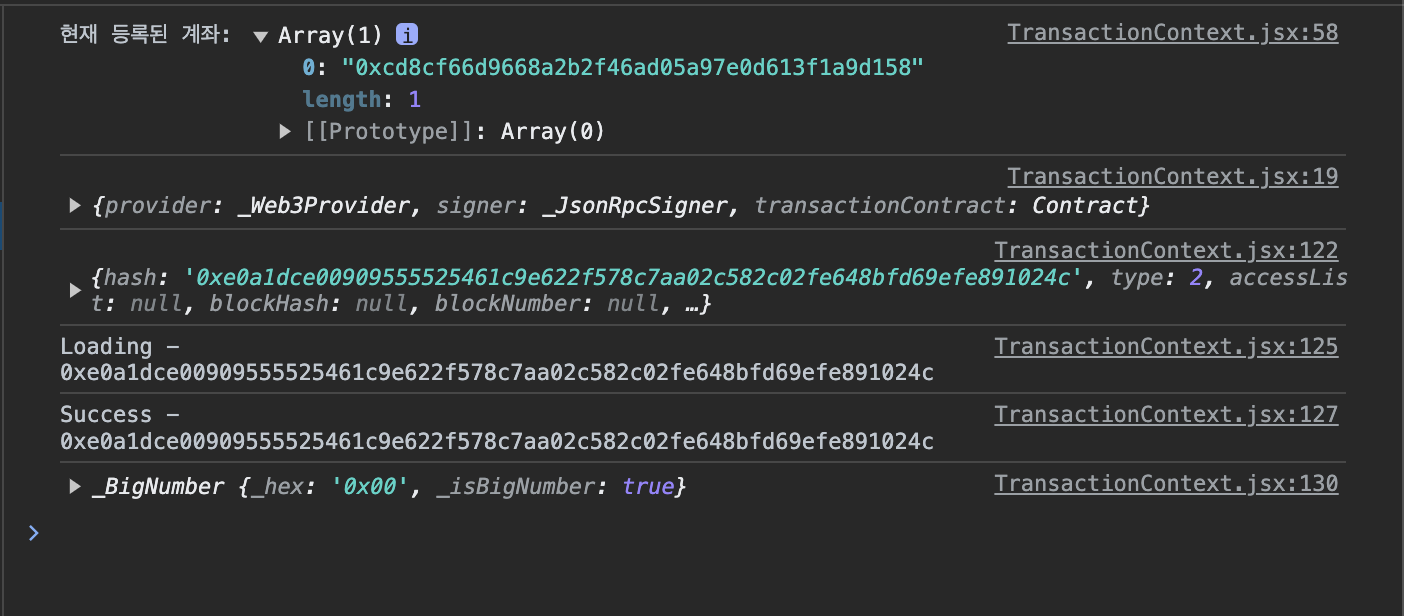 현재 등록된 계좌: ▼ Array(1) i TransactionContext.jsx:58
0: "0xcd8cf66d9668a2b2f46ad05a97e0d613f1a9d158"
length: 1
▶ [[Prototype]]: Array(0)
TransactionContext.jsx:19
▶ {provider: _Web3Provider, signer: _JsonRpcSigner, transactionContract: Contract}
TransactionContext.jsx:122
▶ {hash: '0xe0a1dce00909555525461c9e622f578c7aa02c582c02fe648bfd69efe891024c', type: 2, accessLis
t: null, blockHash: null, blockNumber: null, …}
Loading – TransactionContext.jsx:125
0xe0a1dce00909555525461c9e622f578c7aa02c582c02fe648bfd69efe891024c
Success – TransactionContext.jsx:127
0xe0a1dce00909555525461c9e622f578c7aa02c582c02fe648bfd69efe891024c
▶ _BigNumber {_hex: '0x00', _isBigNumber: true} TransactionContext.jsx:130